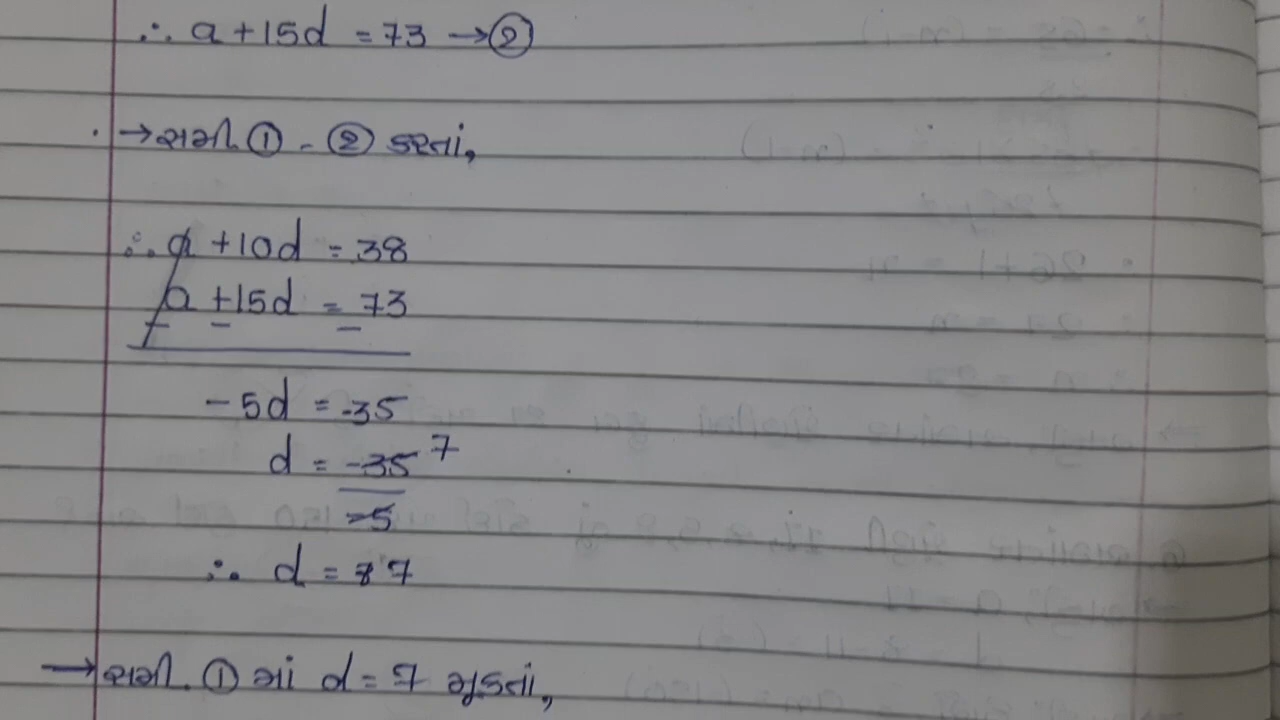 ∴ a + 15d = 73 → ②
→ સમી. ① - ② કરતાં,
∴ a + 10d = 38
a + 15d = 73
- - -
-5d = -35
d = -35 7
-5
∴ d = 7
→ સમી. ① માં d = 7 મુકતા,